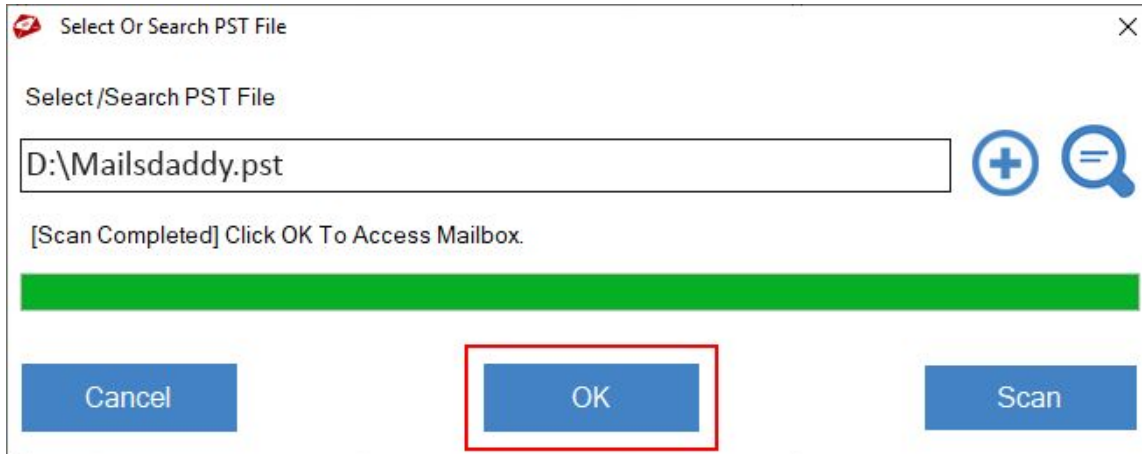 Select Or Search PST File
Select/Search PST File
D:\Mailsdaddy.pst
[Scan Completed] Click OK To Access Mailbox.
Cancel
OK
Scan